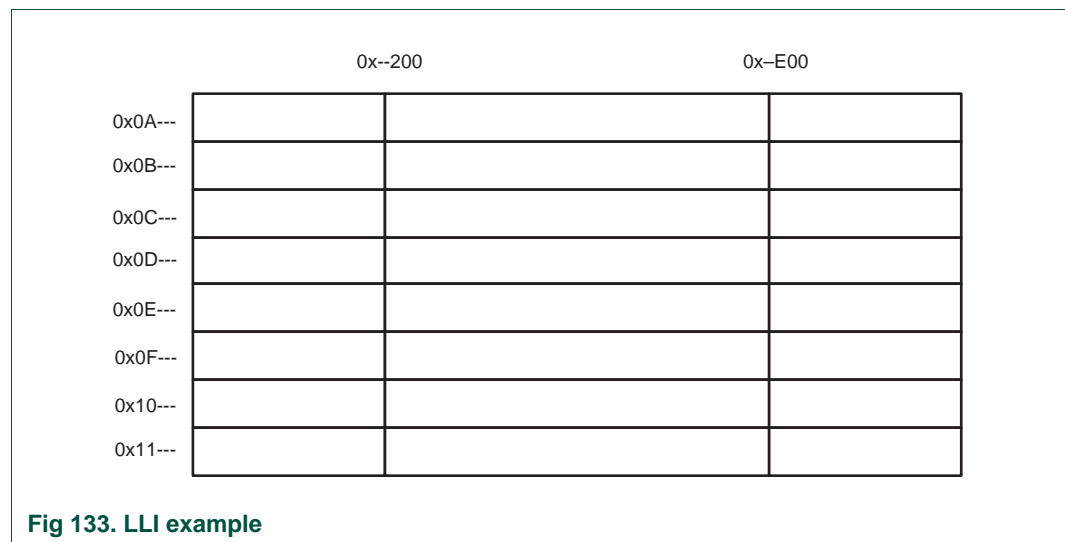 0x--200 0x–E00
0x0A---
0x0B---
0x0C---
0x0D---
0x0E---
0x0F---
0x10---
0x11---
Fig 133. LLI example